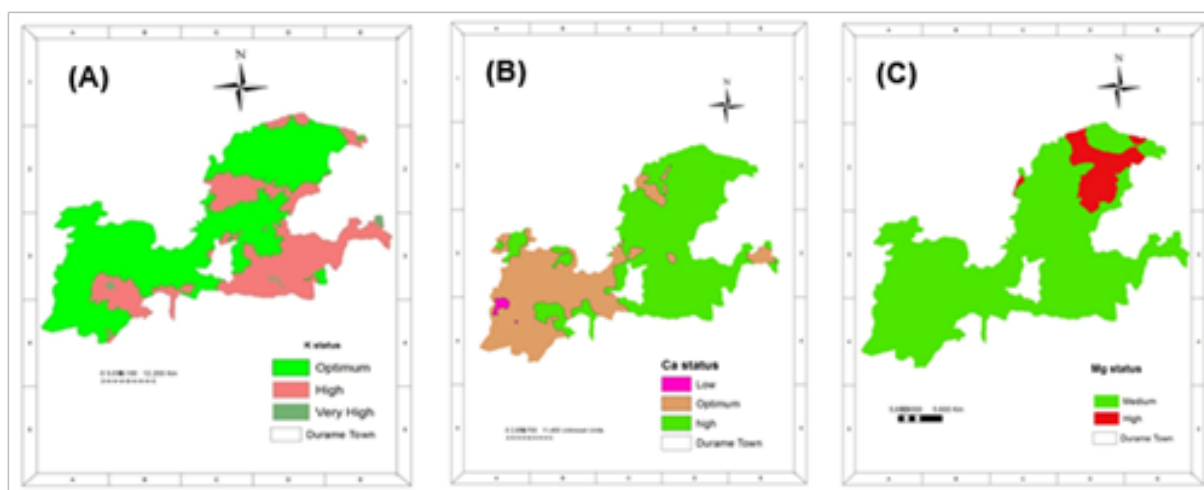 (A)
N
K status
Optimum
High
Very High
Durame Town
(B)
N
Ca status
Low
Optimum
high
Durame Town
(C)
N
Mg status
Medium
High
Durame Town